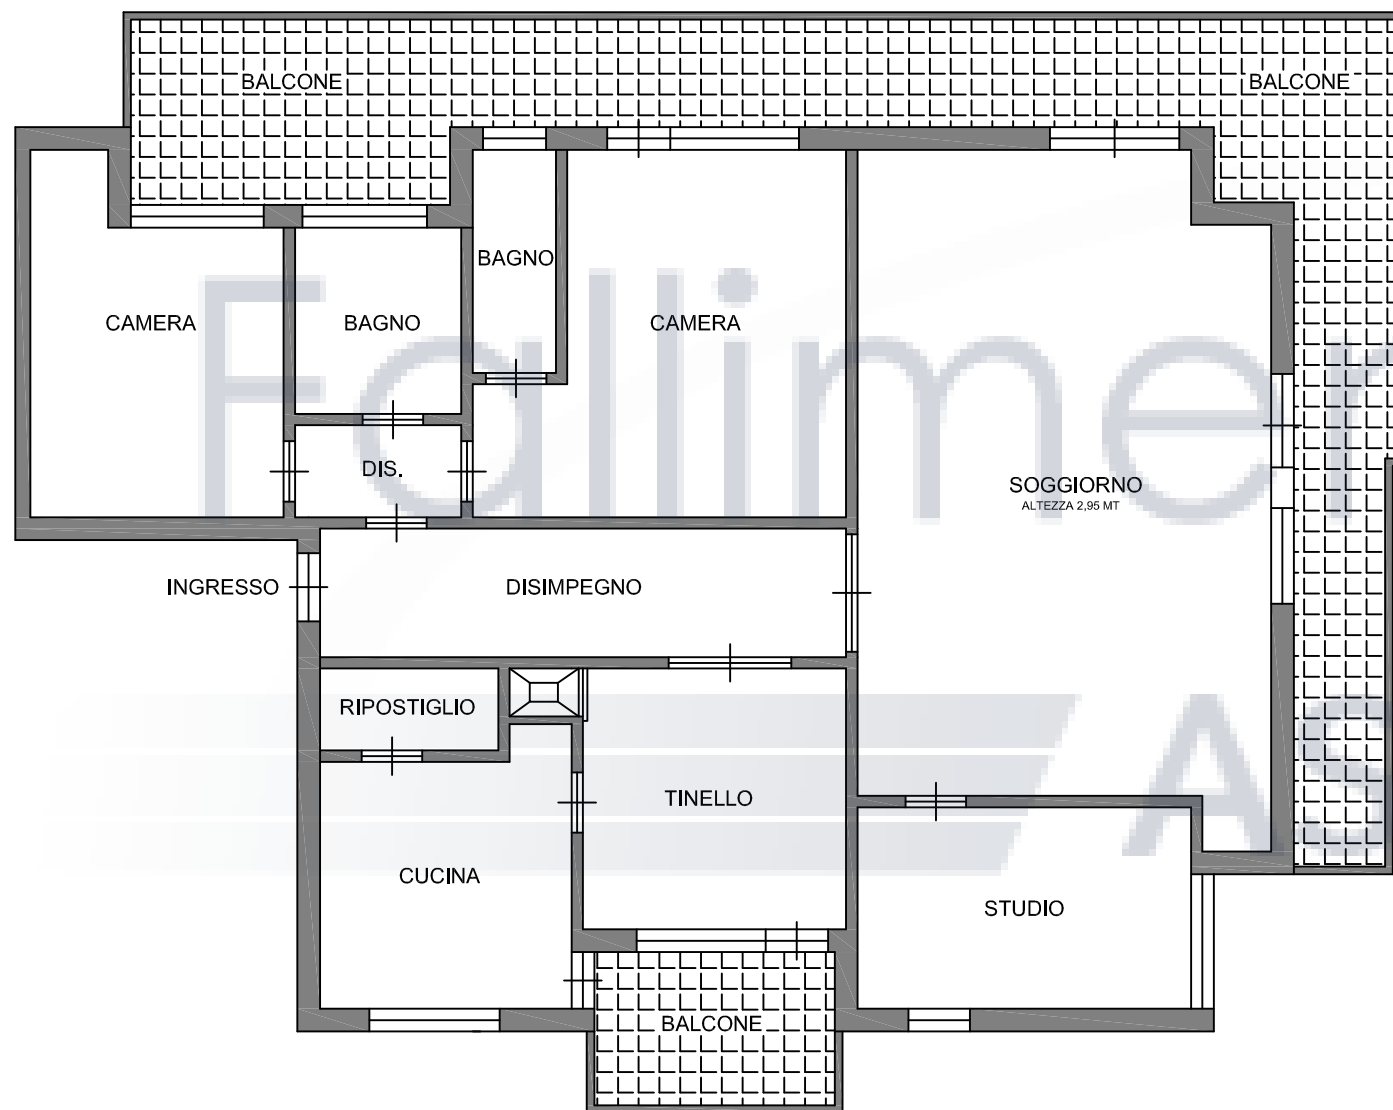 BALCONE
BALCONE
BAGNO
CAMERA
BAGNO
CAMERA
DIS.
SOGGIORNO
ALTEZZA 2,95 MT
INGRESSO
DISIMPEGNO
RIPOSTIGLIO
TINELLO
CUCINA
STUDIO
BALCONE